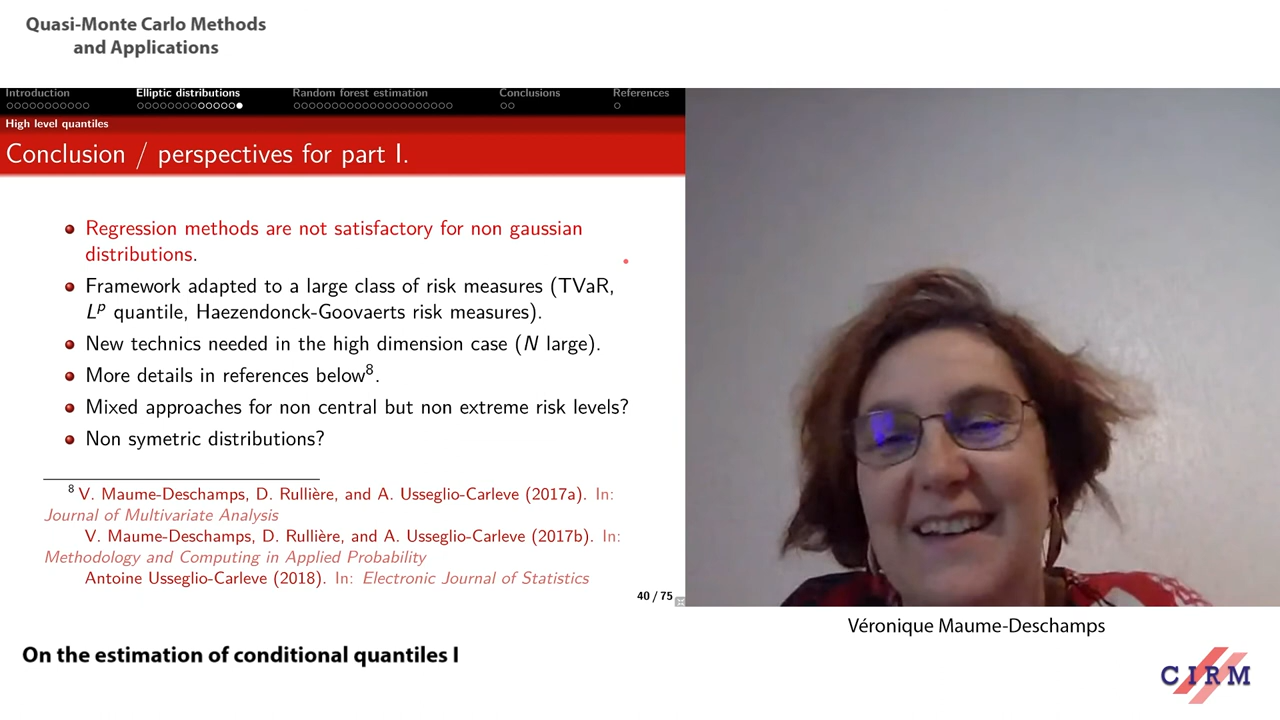 Quasi-Monte Carlo Methods
and Applications
Introduction Elliptic distributions Random forest estimation Conclusions References
High level quantiles
Conclusion / perspectives for part I.
Regression methods are not satisfactory for non gaussian
distributions.
Framework adapted to a large class of risk measures (TVaR,
Lᵖ quantile, Haezendonck-Goovaerts risk measures).
New technics needed in the high dimension case (N large).
More details in references below⁸.
Mixed approaches for non central but non extreme risk levels?
Non symetric distributions?
⁸ V. Maume-Deschamps, D. Rullière, and A. Usseglio-Carleve (2017a). In:
Journal of Multivariate Analysis
V. Maume-Deschamps, D. Rullière, and A. Usseglio-Carleve (2017b). In:
Methodology and Computing in Applied Probability
Antoine Usseglio-Carleve (2018). In: Electronic Journal of Statistics
40 / 75
Véronique Maume-Deschamps
On the estimation of conditional quantiles I
CIRM